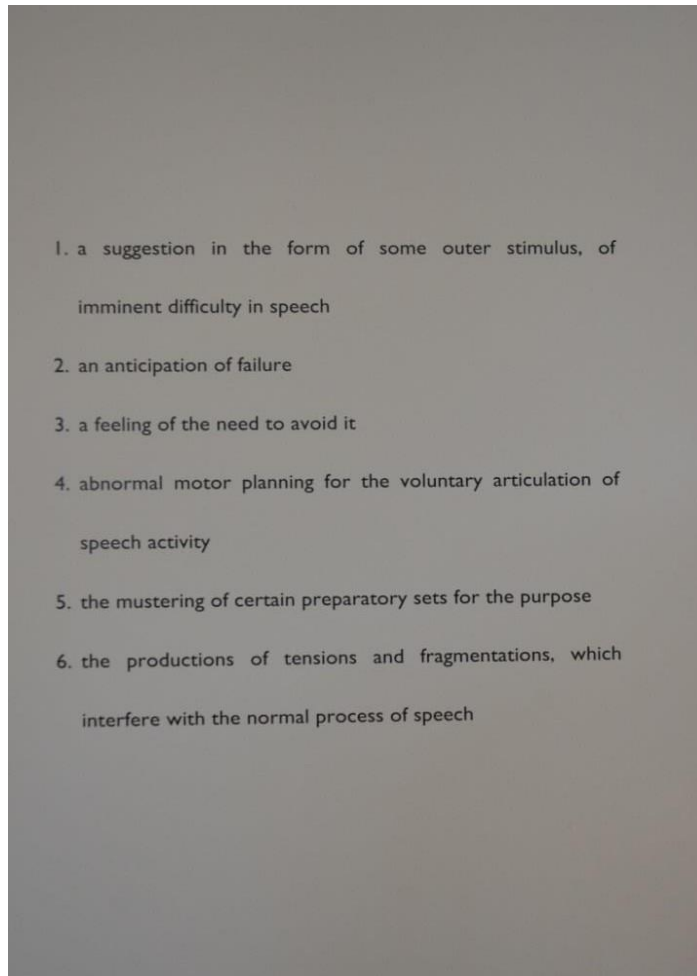 1. a suggestion in the form of some outer stimulus, of
imminent difficulty in speech
2. an anticipation of failure
3. a feeling of the need to avoid it
4. abnormal motor planning for the voluntary articulation of
speech activity
5. the mustering of certain preparatory sets for the purpose
6. the productions of tensions and fragmentations, which
interfere with the normal process of speech